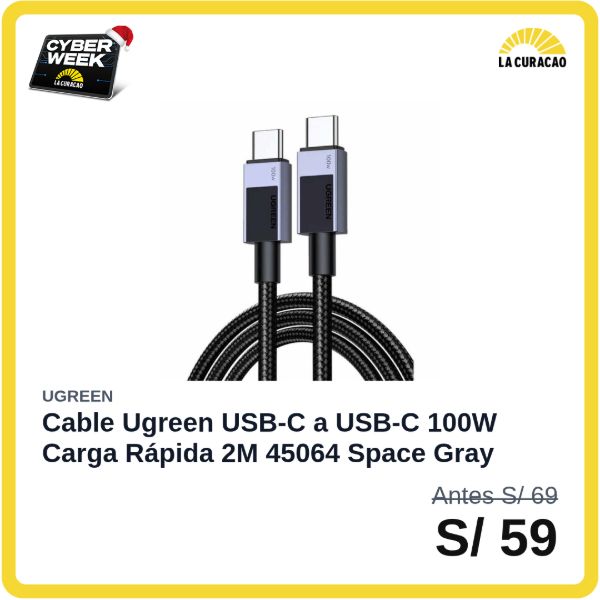 CYBER
WEEK
LA CURACAO
LA CURACAO
100W
UGREEN
100W
UGREEN
UGREEN
Cable Ugreen USB-C a USB-C 100W
Carga Rápida 2M 45064 Space Gray
Antes S/ 69
S/ 59